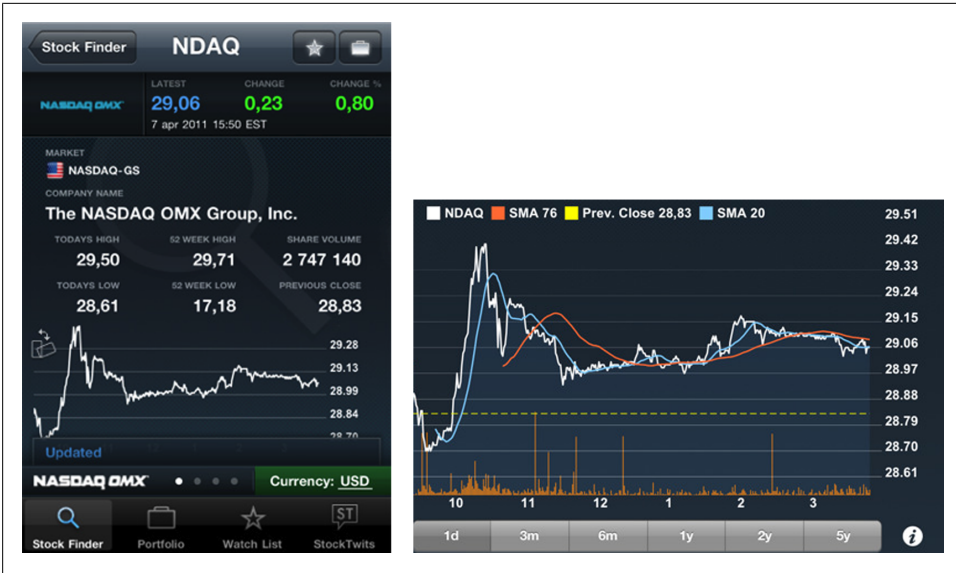 Stock Finder NDAQ
LATEST CHANGE CHANGE %
NASDAQ OMX 29,06 0,23 0,80
7 apr 2011 15:50 EST
MARKET
NASDAQ-GS
COMPANY NAME
The NASDAQ OMX Group, Inc.
TODAYS HIGH 52 WEEK HIGH SHARE VOLUME
29,50 29,71 2 747 140
TODAYS LOW 52 WEEK LOW PREVIOUS CLOSE
28,61 17,18 28,83
29.28
29.13
28.99
28.84
28.70
Updated
NASDAQ OMX Currency: USD
ST
Stock Finder Portfolio Watch List StockTwits
NDAQ SMA 76 Prev. Close 28,83 SMA 20
29.51
29.42
29.33
29.24
29.15
29.06
28.97
28.88
28.79
28.70
28.61
10 11 12 1 2 3
1d 3m 6m 1y 2y 5y i